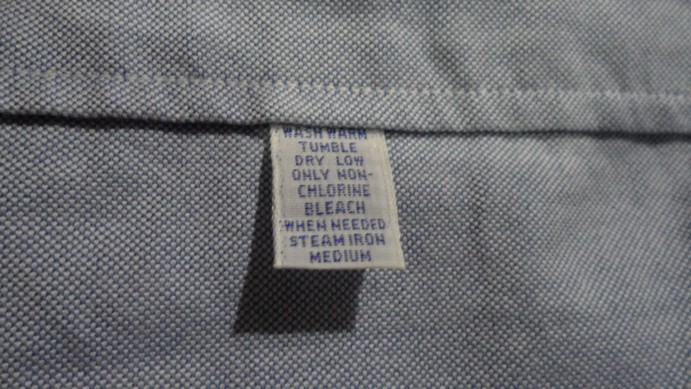 WASH WARM
TUMBLE
DRY LOW
ONLY NON-
CHLORINE
BLEACH
WHEN NEEDED
STEAM IRON
MEDIUM